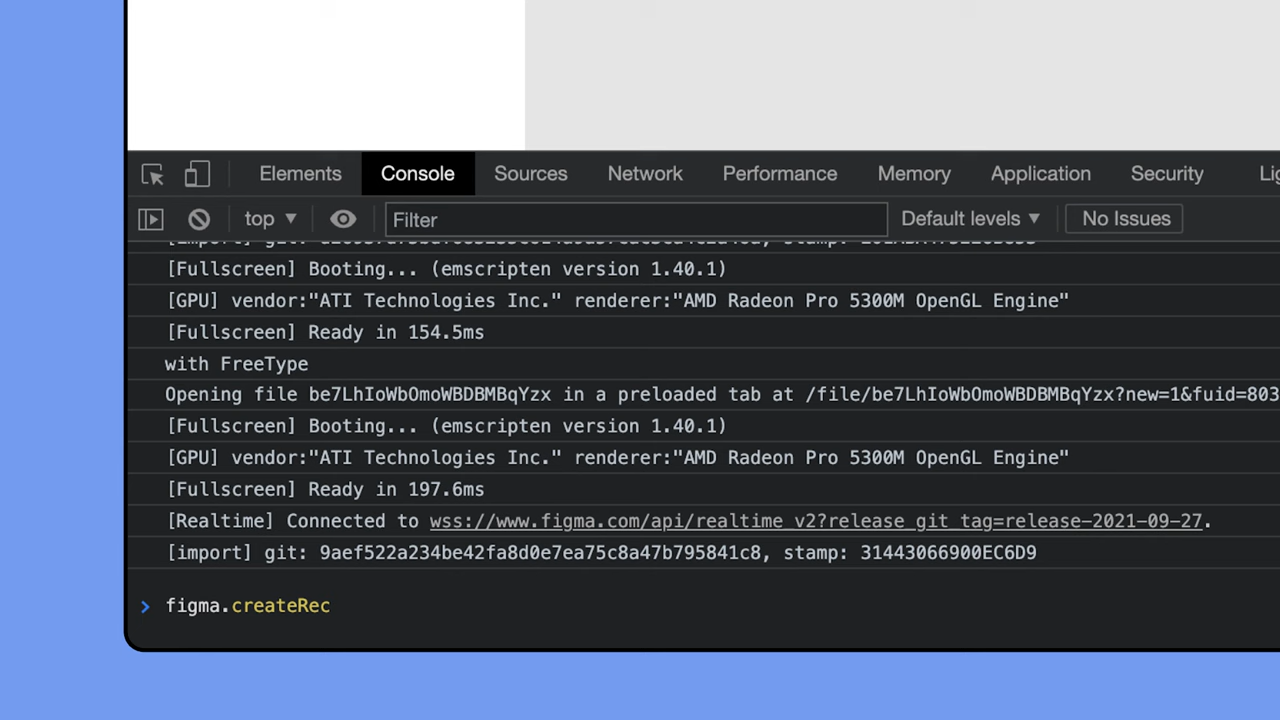 Elements Console Sources Network Performance Memory Application Security
top Filter Default levels No Issues
[Fullscreen] Booting... (emscripten version 1.40.1)
[GPU] vendor:"ATI Technologies Inc." renderer:"AMD Radeon Pro 5300M OpenGL Engine"
[Fullscreen] Ready in 154.5ms
with FreeType
Opening file be7LhIoWbOmoWBDBMBqYzx in a preloaded tab at /file/be7LhIoWbOmoWBDBMBqYzx?new=1&fuid=803
[Fullscreen] Booting... (emscripten version 1.40.1)
[GPU] vendor:"ATI Technologies Inc." renderer:"AMD Radeon Pro 5300M OpenGL Engine"
[Fullscreen] Ready in 197.6ms
[Realtime] Connected to wss://www.figma.com/api/realtime_v2?release_git_tag=release-2021-09-27.
[import] git: 9aef522a234be42fa8d0e7ea75c8a47b795841c8, stamp: 31443066900EC6D9
> figma.createRec